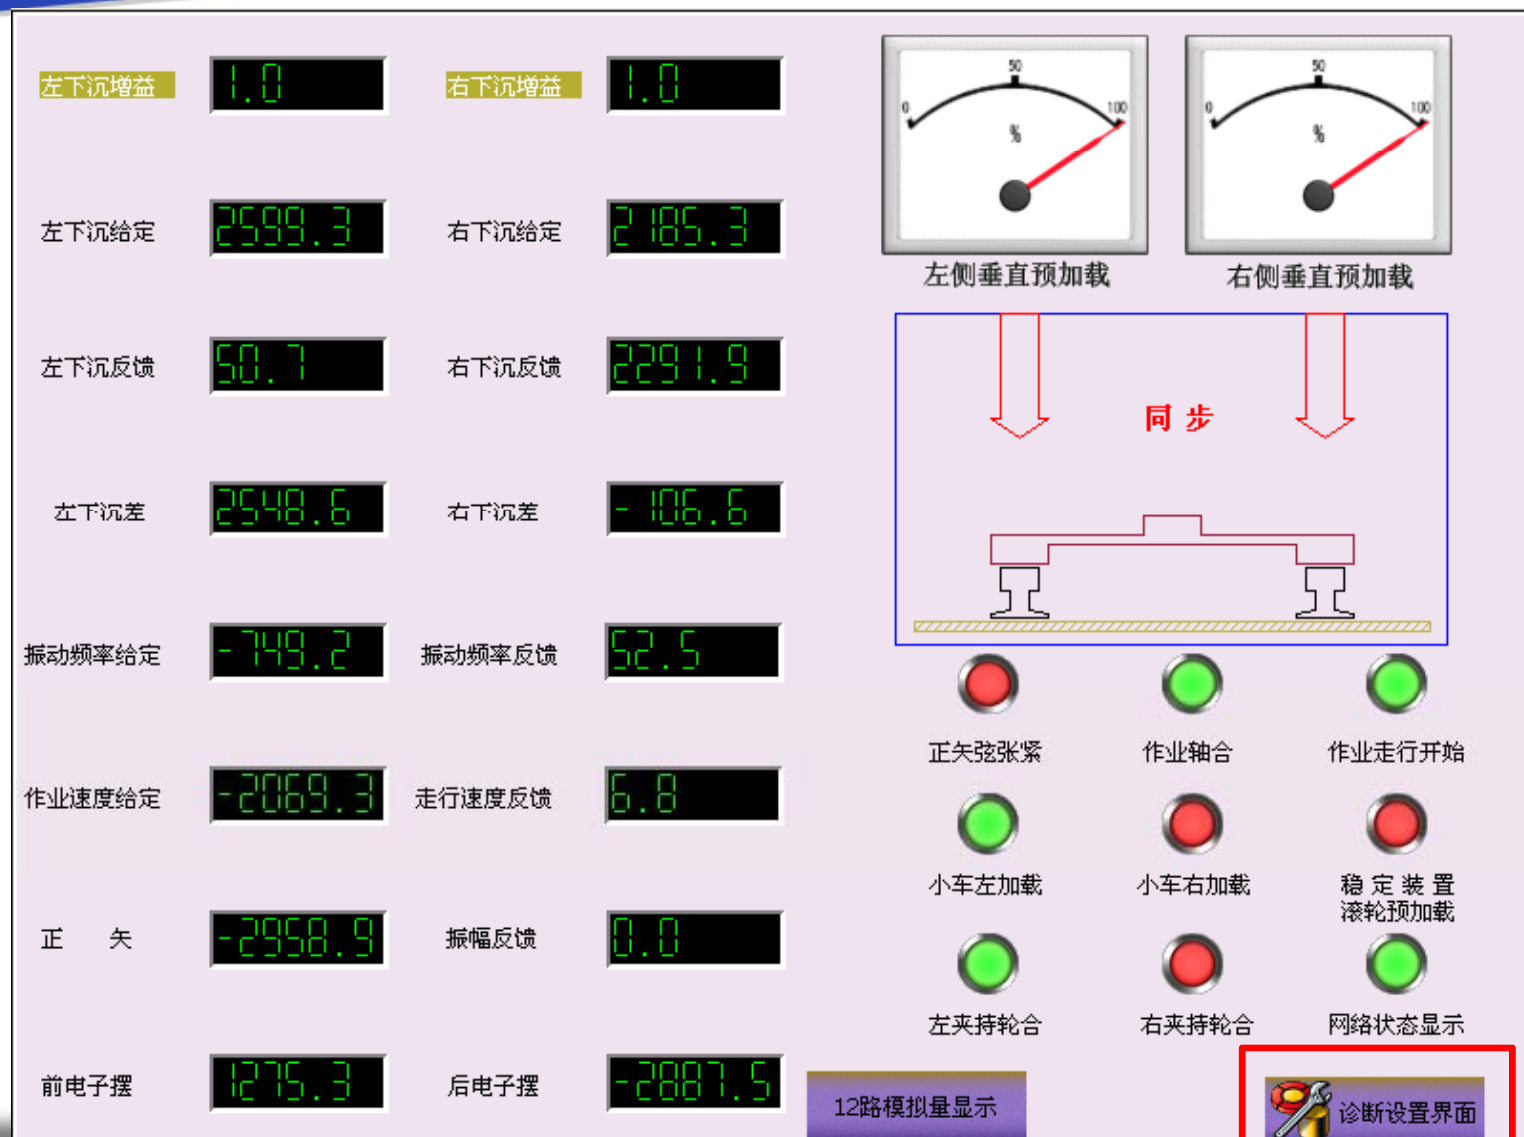 左下沉增益 1.0 右下沉增益 1.0
0 50 100
%
0 50 100
%
左侧垂直预加载 右侧垂直预加载
左下沉给定 2599.3 右下沉给定 2185.3
左下沉反馈 50.7 右下沉反馈 2291.9
同步
左下沉差 2548.6 右下沉差 -106.6
振动频率给定 -749.2 振动频率反馈 52.5
正矢弦张紧 作业轴合 作业走行开始
作业速度给定 -2069.3 走行速度反馈 6.8
小车左加载 小车右加载 稳定装置
滚轮预加载
正 矢 -2958.9 振幅反馈 0.0
左夹持轮合 右夹持轮合 网络状态显示
前电子摆 1275.3 后电子摆 -2887.5
12路模拟量显示 诊断设置界面